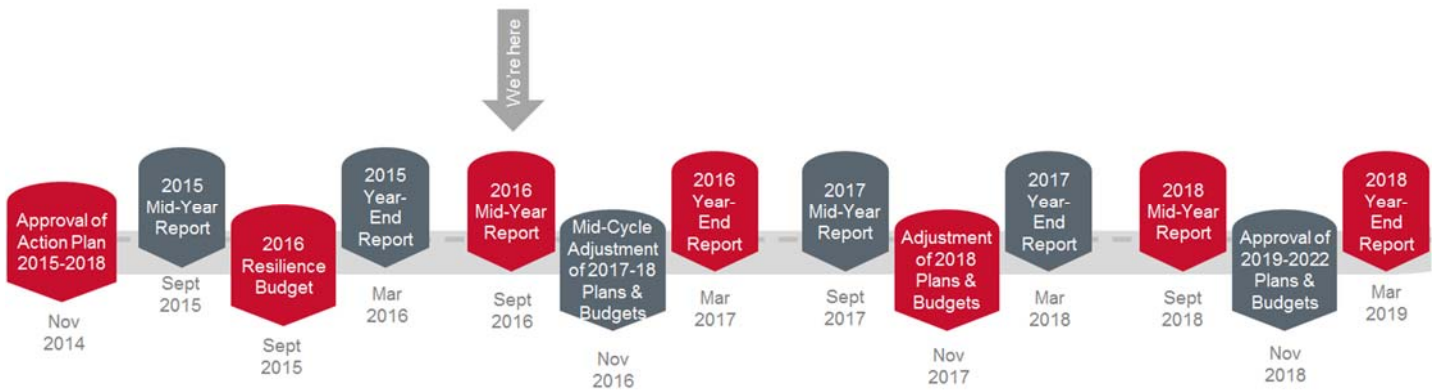 We're here
Approval of
Action Plan
2015-2018
Nov
2014
2015
Mid-Year
Report
Sept
2015
2016
Resilience
Budget
Sept
2015
2015
Year-
End
Report
Mar
2016
2016
Mid-Year
Report
Sept
2016
Mid-Cycle
Adjustment
of 2017-18
Plans &
Budgets
Nov
2016
2016
Year-
End
Report
Mar
2017
2017
Mid-Year
Report
Sept
2017
Adjustment
of 2018
Plans &
Budgets
Nov
2017
2017
Year-
End
Report
Mar
2018
2018
Mid-Year
Report
Sept
2018
Approval of
2019-2022
Plans &
Budgets
Nov
2018
2018
Year-
End
Report
Mar
2019